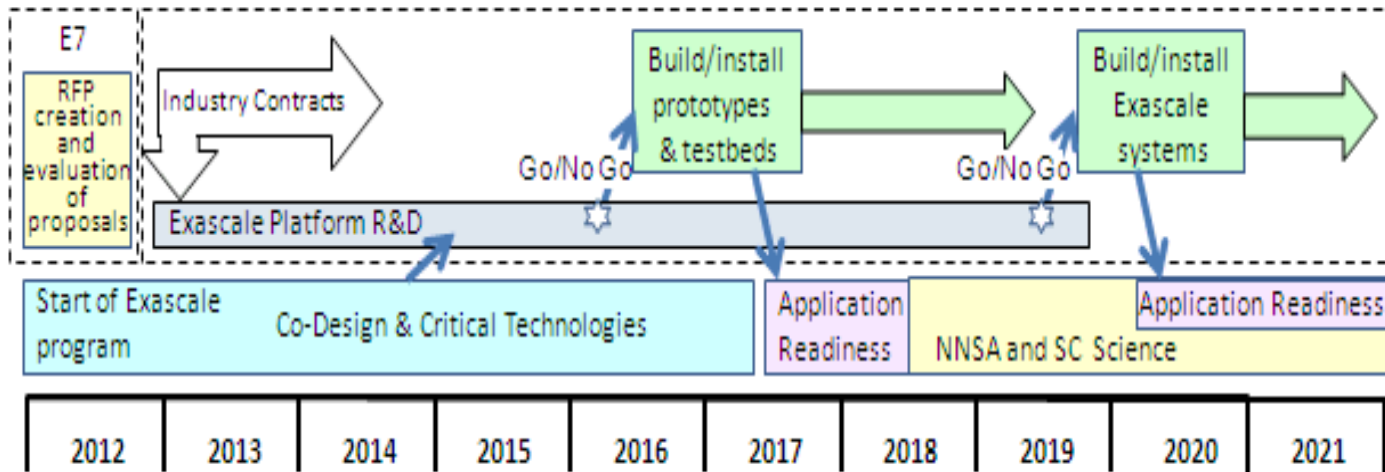 E7
RFP
creation
and
evaluation
of
proposals
Industry Contracts
Build/install
prototypes
& testbeds
Build/install
Exascale
systems
Go/No Go
Go/No Go
Exascale Platform R&D
Start of Exascale
program
Co-Design & Critical Technologies
Application
Readiness
Application Readiness
NNSA and SC Science
2012
2013
2014
2015
2016
2017
2018
2019
2020
2021